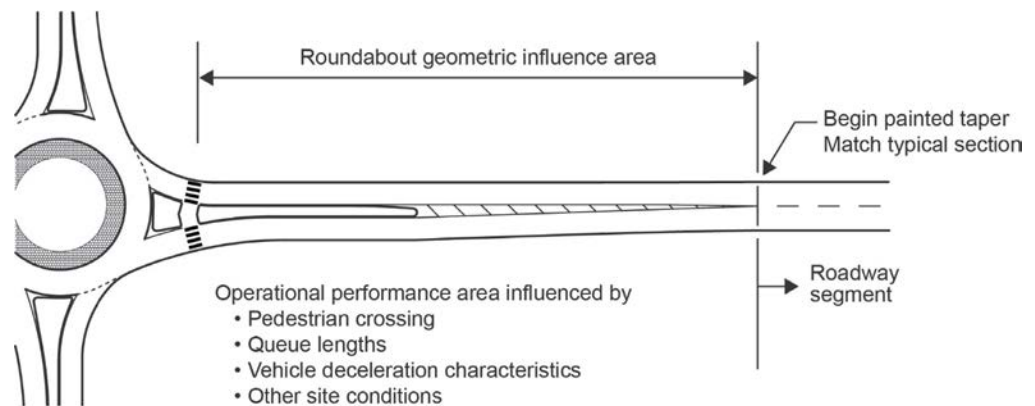 Roundabout geometric influence area
Begin painted taper
Match typical section
Roadway
segment
Operational performance area influenced by
• Pedestrian crossing
• Queue lengths
• Vehicle deceleration characteristics
• Other site conditions